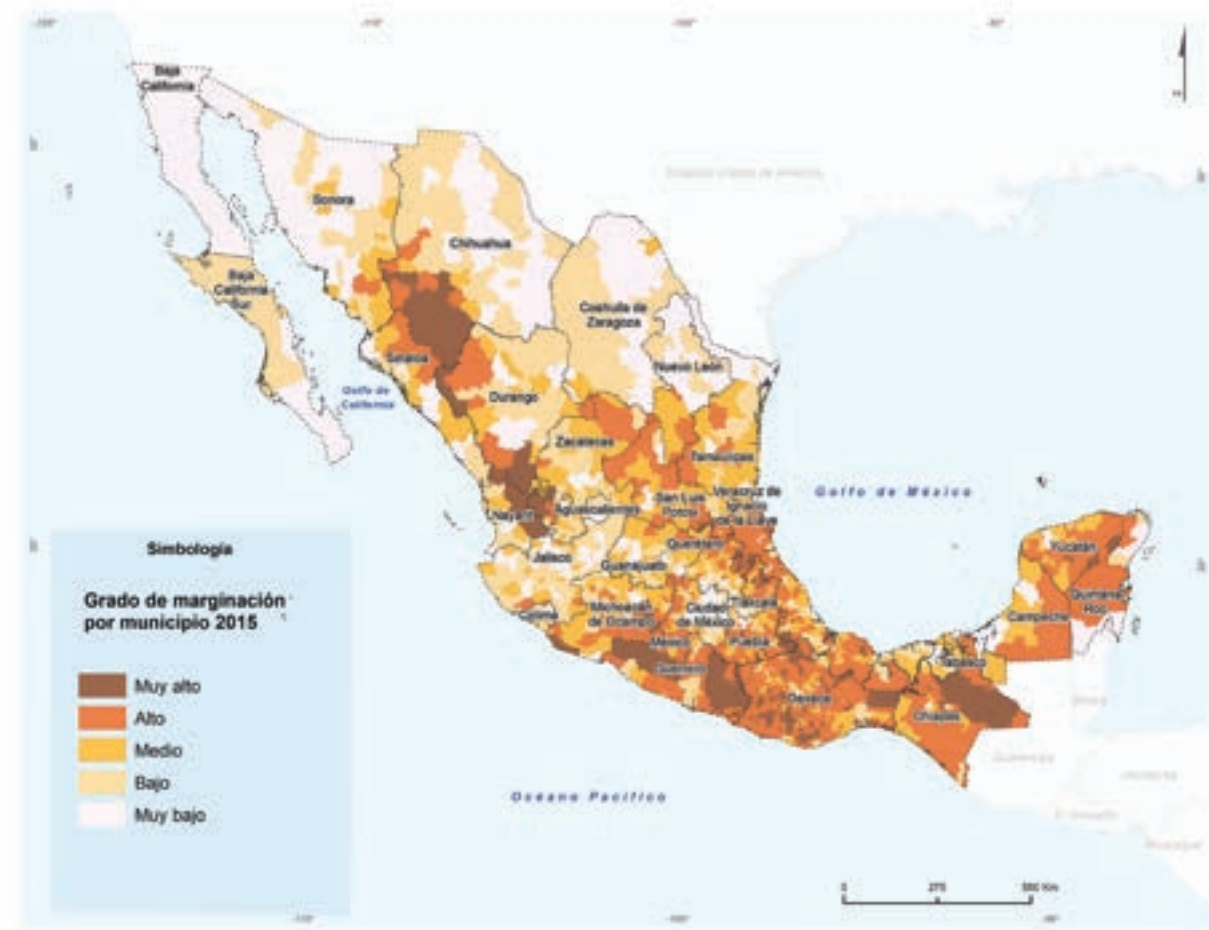 Baja
California
Sonora
Chihuahua
Baja
California
Sur
Coahuila de
Zaragoza
Nuevo León
Sinaloa
Golfo de
California
Durango
Zacatecas
Tamaulipas
San Luis
Potosí
Veracruz de
Ignacio
de la Llave
Golfo de México
Nayarit
Aguascalientes
Jalisco
Guanajuato
Querétaro
Yucatán
Quintana
Roo
Campeche
Colima
Michoacán
de Ocampo
Ciudad
de México
Tlaxcala
México
Puebla
Guerrero
Oaxaca
Tabasco
Chiapas
Océano Pacífico
Simbología
Grado de marginación
por municipio 2015
Muy alto
Alto
Medio
Bajo
Muy bajo
0 275 550 Km